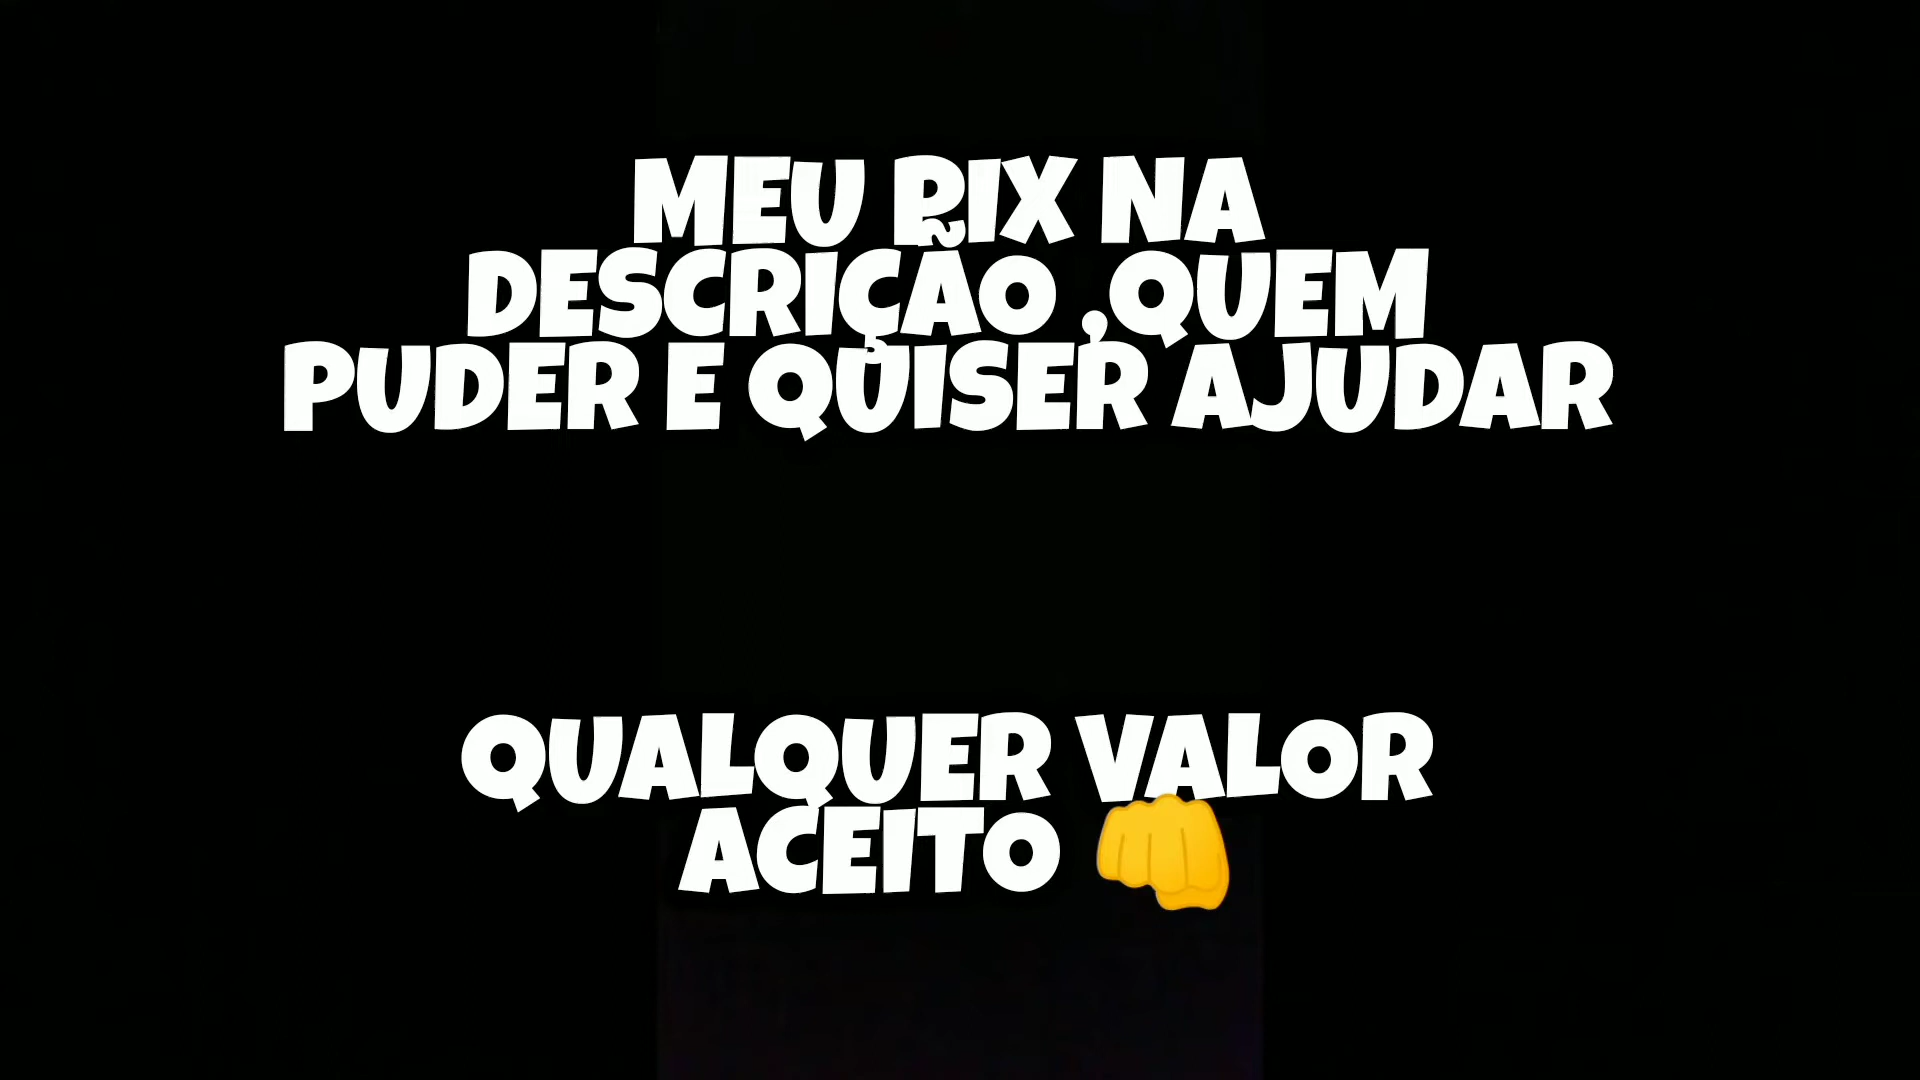 MEU PIX NA
DESCRIÇÃO ,QUEM
PUDER E QUISER AJUDAR
QUALQUER VALOR
ACEITO 👊